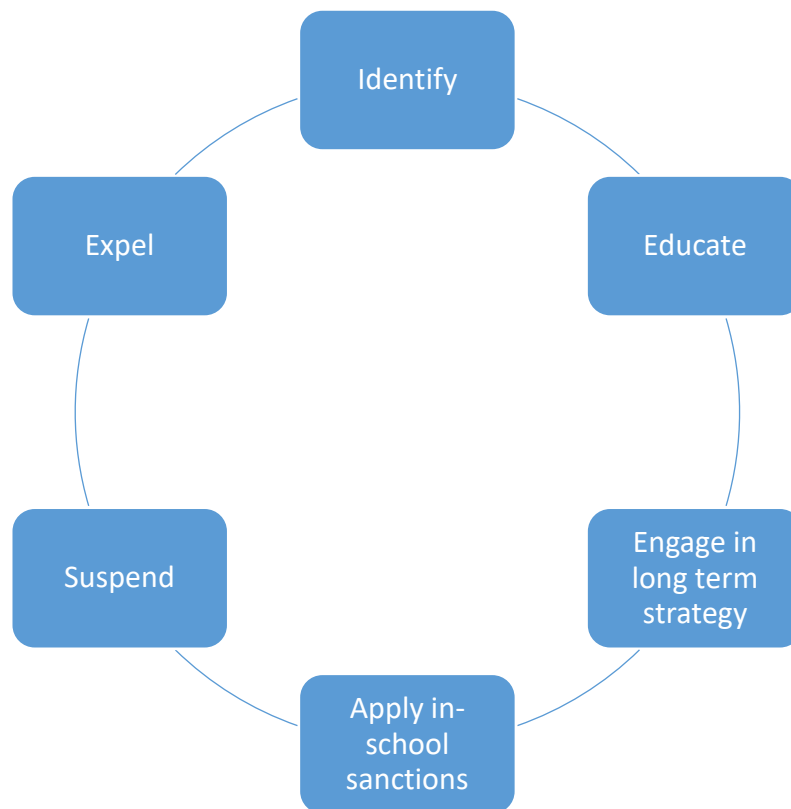 Identify
Educate
Engage in
long term
strategy
Apply in-
school
sanctions
Suspend
Expel